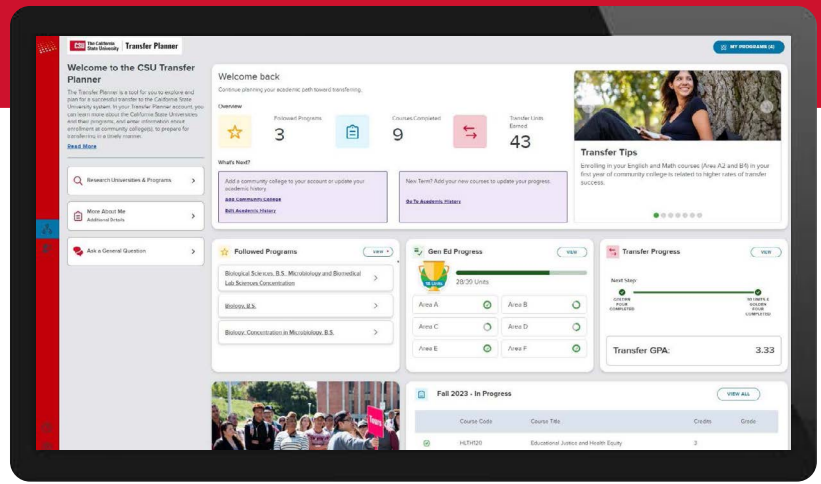 CSU The California State University Transfer Planner
MY PROGRAMS (4)
Welcome to the CSU Transfer
Planner
The Transfer Planner is a tool for you to explore and
plan for a successful transfer to the California State
University system. In your Transfer Planner account, you
can learn more about the California State Universities
and their programs, and enter information about
enrollment at community college(s), to prepare for
transferring in a timely manner.
Read More
Research Universities & Programs
More About Me
Additional Details
Ask a General Question
Welcome back
Continue planning your academic path toward transferring.
Overview
Followed Programs
3
Courses Completed
9
Transfer Units
Earned
43
What's Next?
Add a community college to your account or update your
academic history.
Add Community College
Edit Academic History
New Term? Add your new courses to update your progress.
Go To Academic History
Transfer Tips
Enrolling in your English and Math courses (Area A2 and B4) in your
first year of community college is related to higher rates of transfer
success.
Followed Programs
VIEW
Biological Sciences, B.S., Microbiology and Biomedical
Lab Sciences Concentration
Biology, B.S.
Biology: Concentration in Microbiology, B.S.
Gen Ed Progress
VIEW
28/39 Units
Area A
Area B
Area C
Area D
Area E
Area F
Transfer Progress
VIEW
Next Step:
GOLDEN
FOUR
COMPLETED
GOLDEN
FOUR
COMPLETED
Transfer GPA: 3.33
Fall 2023 - In Progress
VIEW ALL
Course Code Course Title Credits Grade
HLTH120 Educational Justice and Health Equity 3